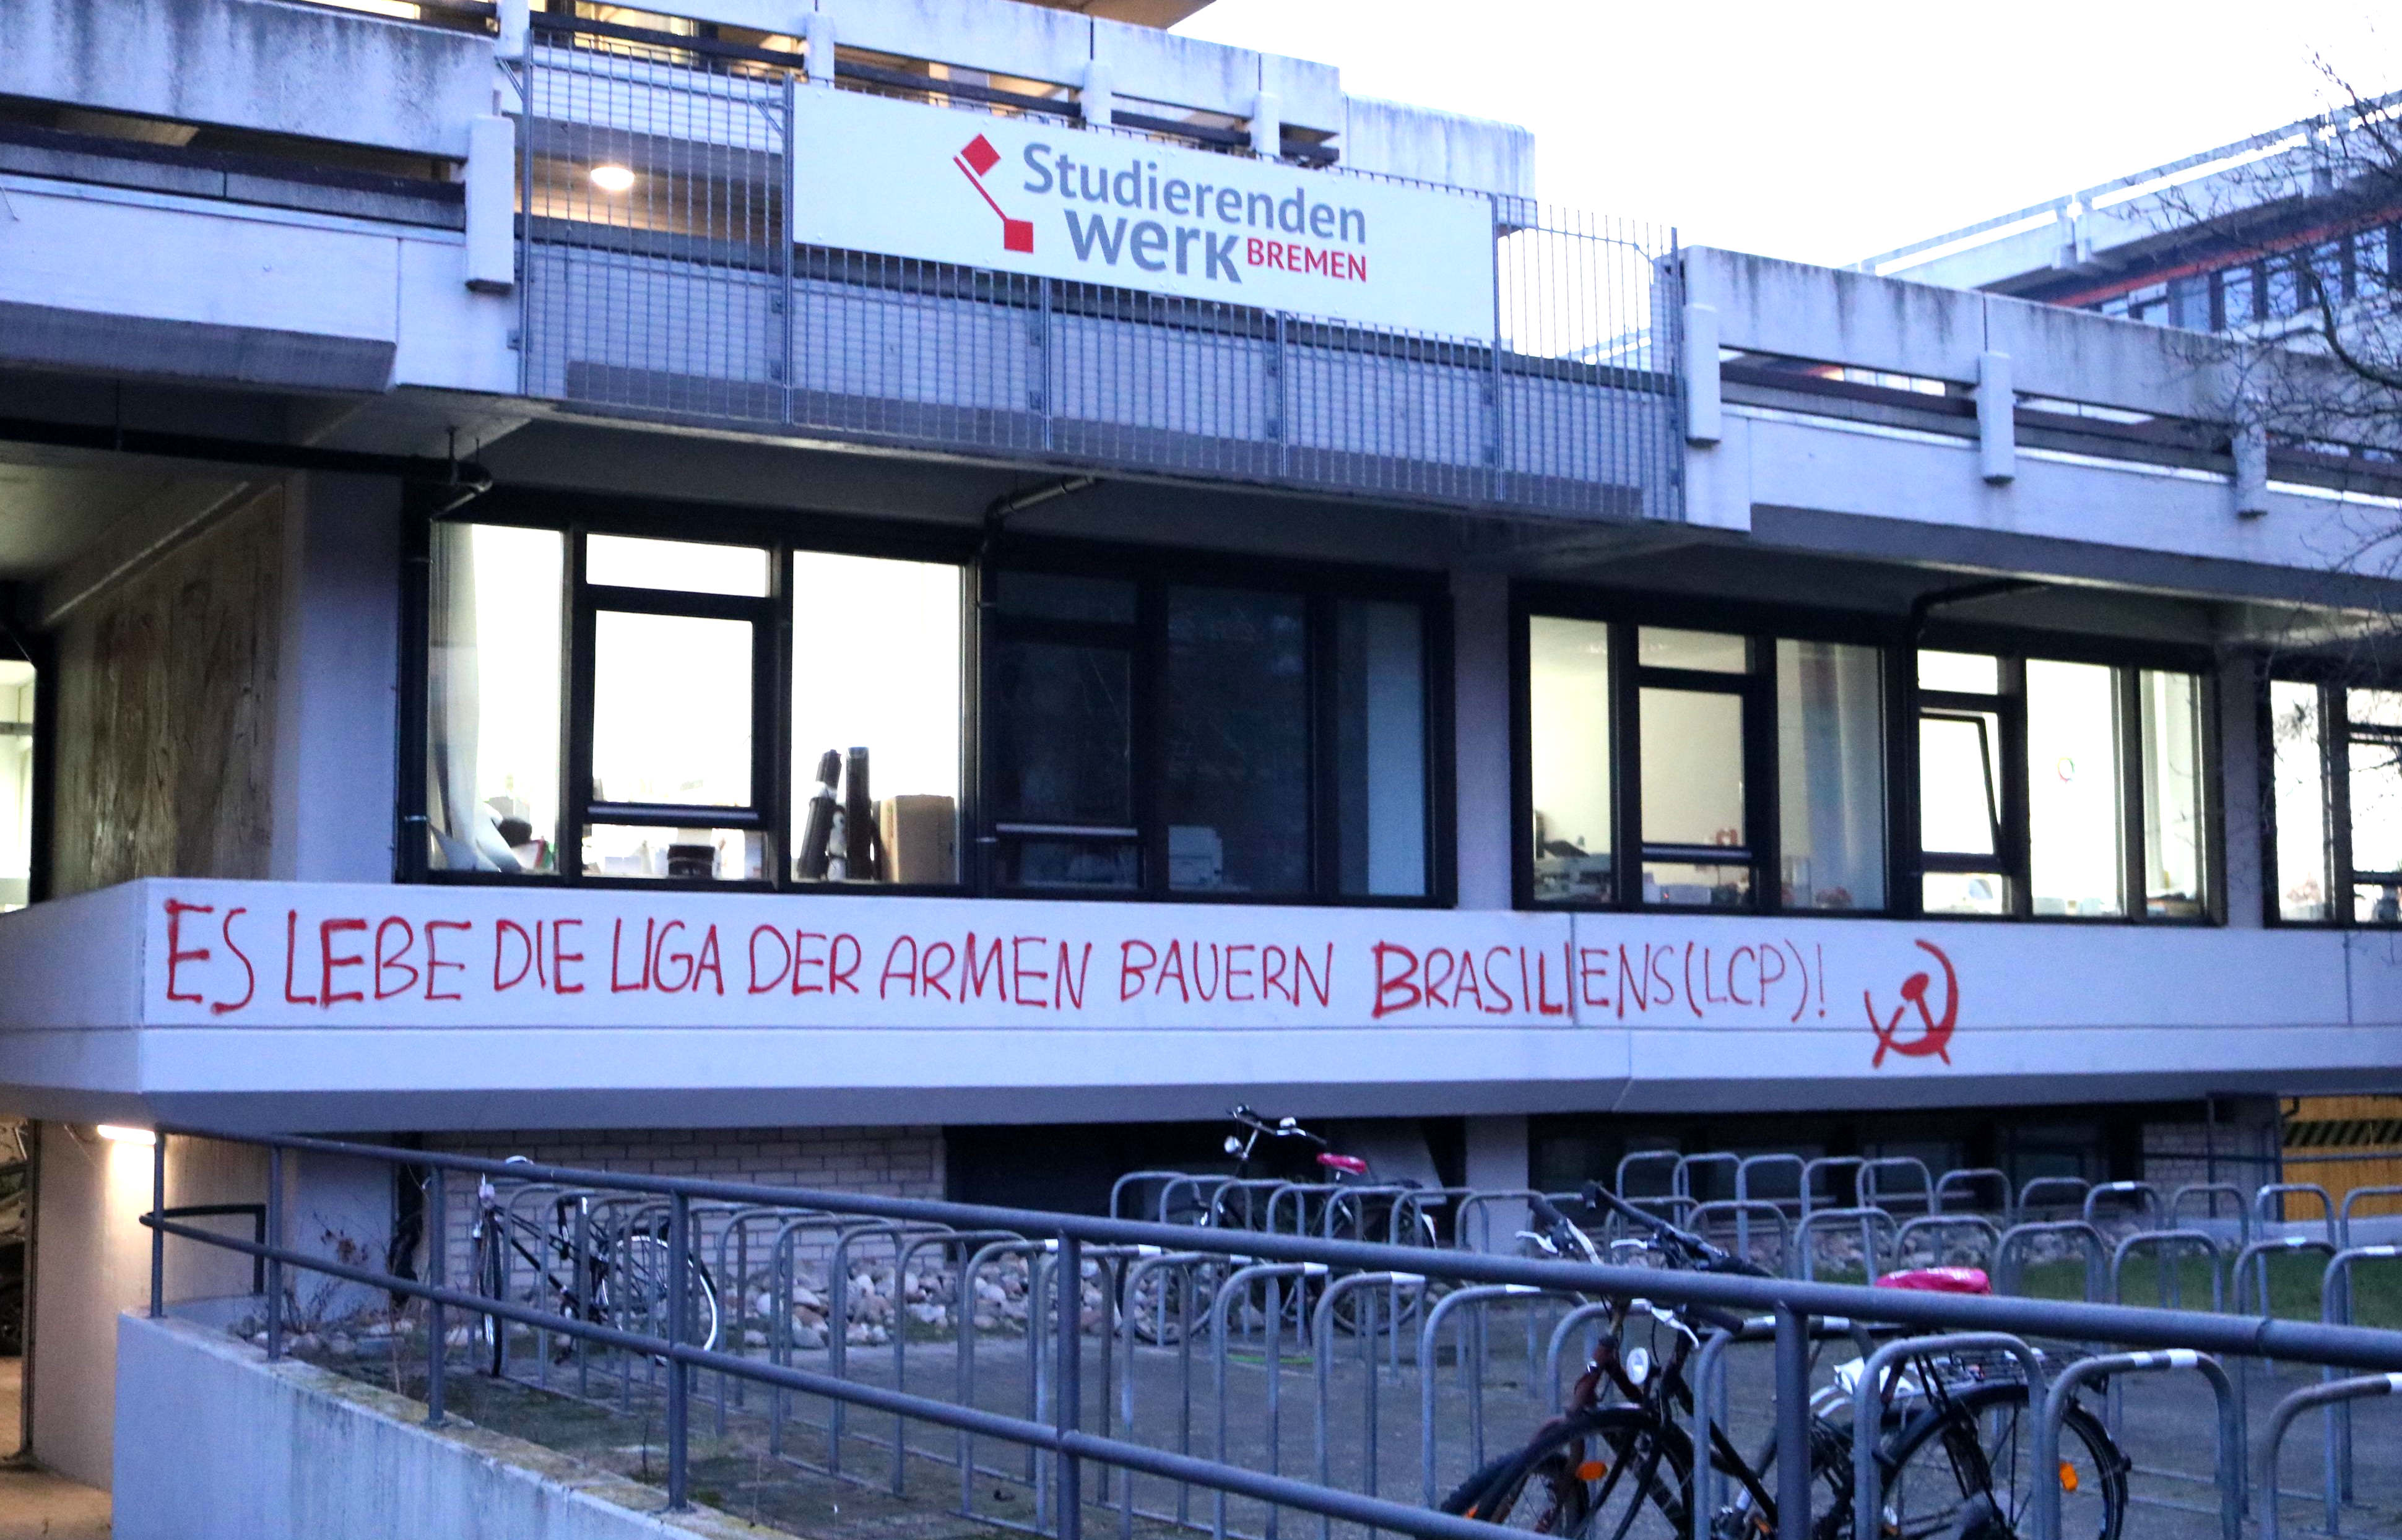 Studierenden
WERK BREMEN
ES LEBE DIE LIGA DER ARMEN BAUERN BRASILIENS (LCP)!